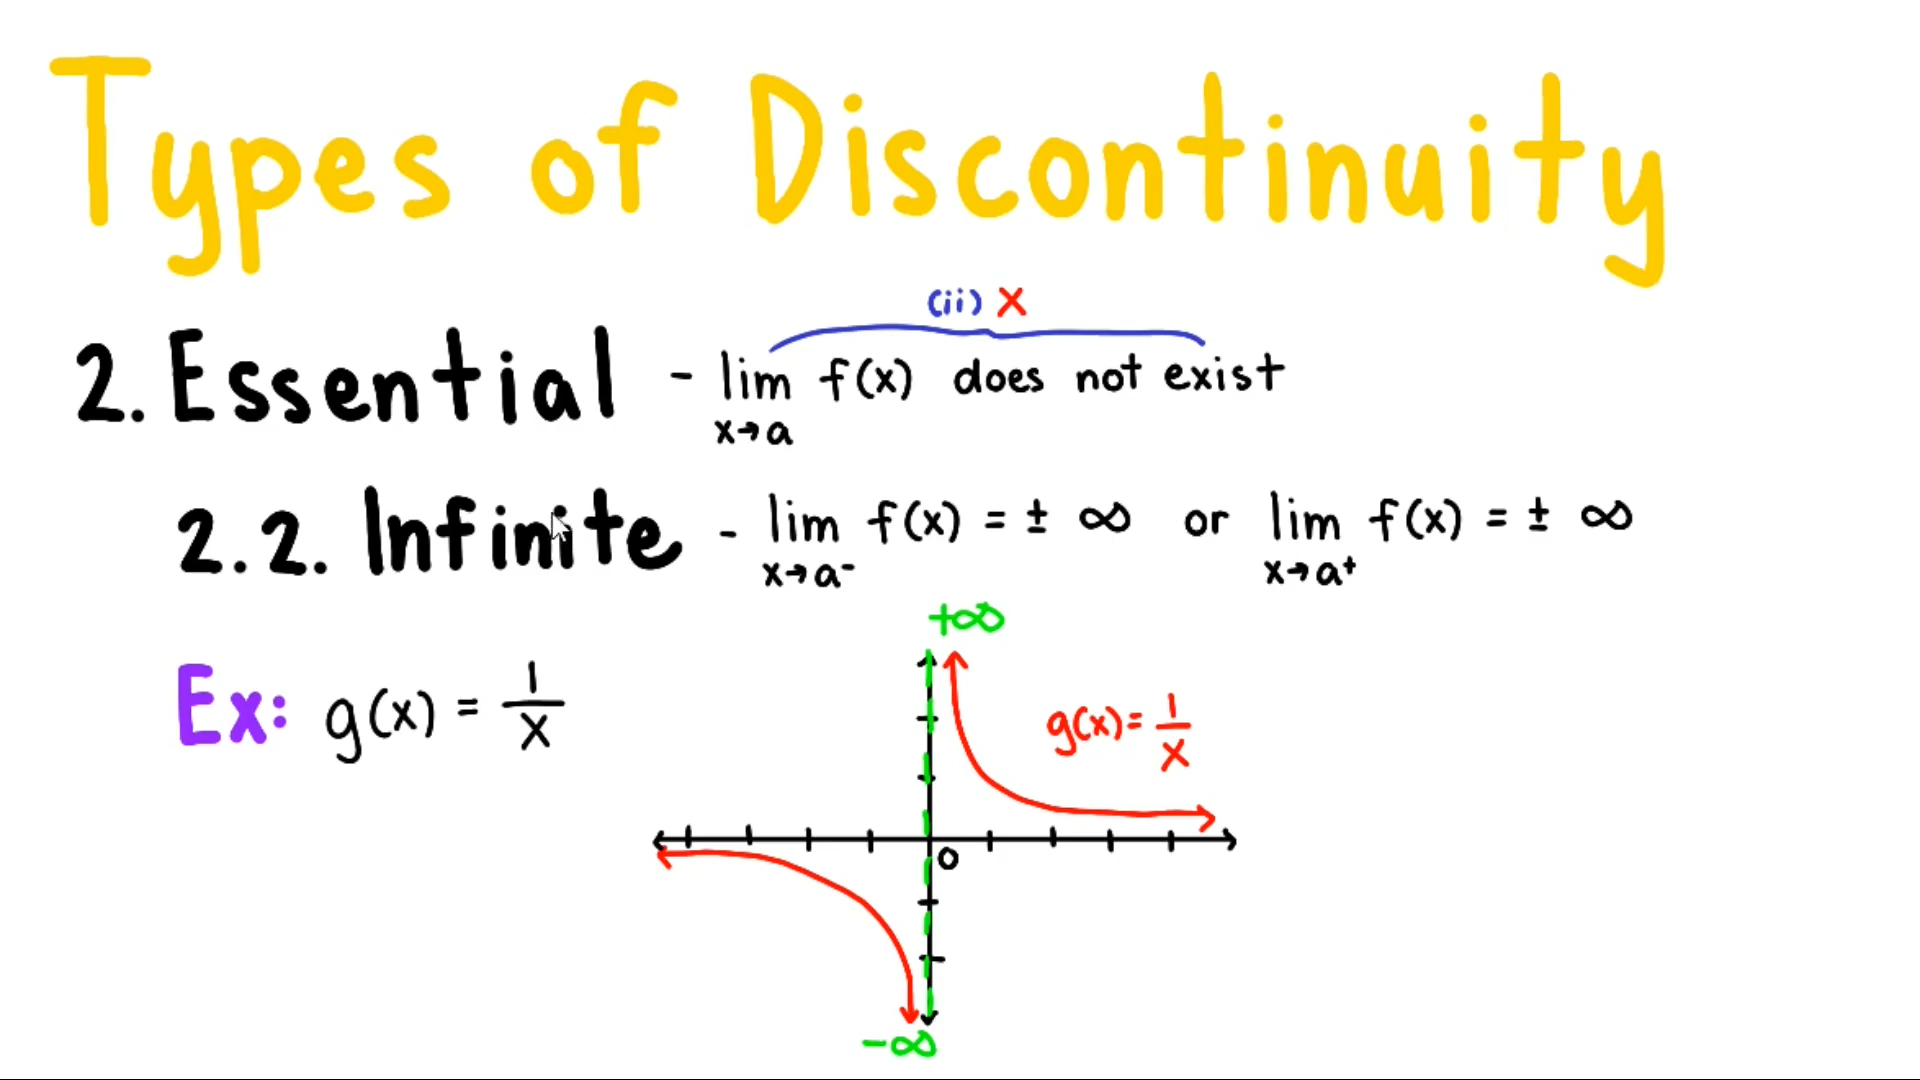 Types of Discontinuity
(ii) X
2. Essential - lim f(x) does not exist
x→a
2.2. Infinite - lim f(x) = ± ∞ or lim f(x) = ± ∞
x→a⁻ x→a⁺
+∞
Ex: g(x) = 1/x
g(x) = 1/x
0
-∞